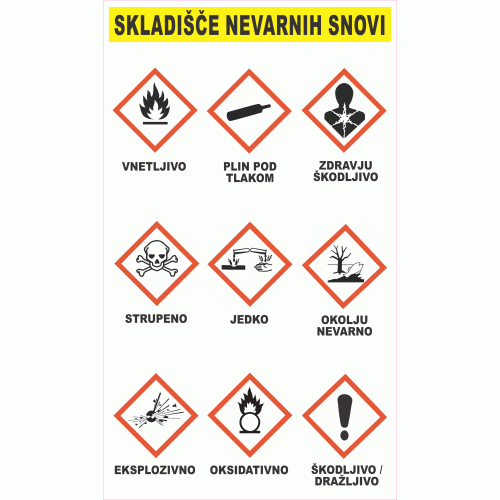 SKLADIŠČE NEVARNIH SNOVI
VNETLJIVO
PLIN POD
TLAKOM
ZDRAVJU
ŠKODLJIVO
STRUPENO
JEDKO
OKOLJU
NEVARNO
EKSPLOZIVNO
OKSIDATIVNO
ŠKODLJIVO /
DRAŽLJIVO